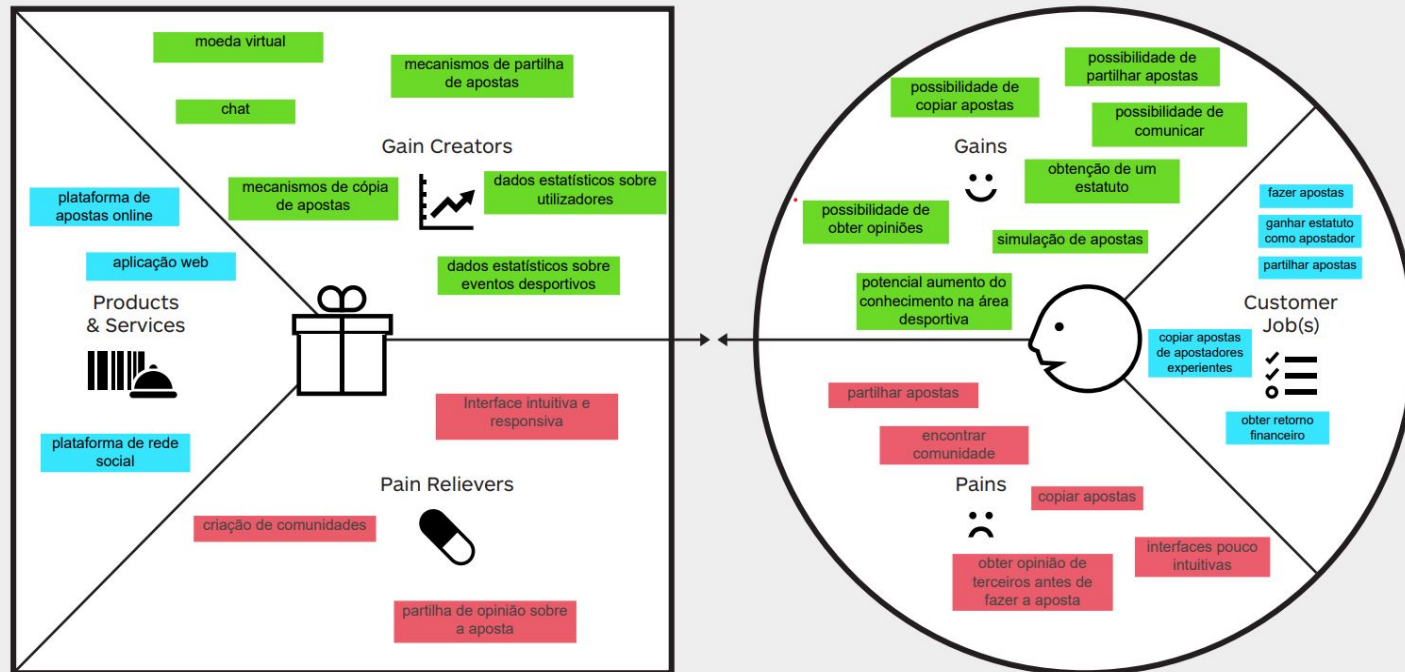 moeda virtual
mecanismos de partilha
de apostas
chat
Gain Creators
mecanismos de cópia
de apostas
dados estatísticos sobre
utilizadores
dados estatísticos sobre
eventos desportivos
plataforma de
apostas online
aplicação web
Products
& Services
plataforma de rede
social
Interface intuitiva e
responsiva
Pain Relievers
criação de comunidades
partilha de opinião sobre
a aposta
possibilidade de
partilhar apostas
possibilidade de
copiar apostas
possibilidade de
comunicar
Gains
obtenção de um
estatuto
possibilidade de
obter opiniões
simulação de apostas
potencial aumento do
conhecimento na área
desportiva
fazer apostas
ganhar estatuto
como apostador
partilhar apostas
Customer
Job(s)
copiar apostas
de apostadores
experientes
obter retorno
financeiro
partilhar apostas
encontrar
comunidade
Pains
copiar apostas
interfaces pouco
intuitivas
obter opinião de
terceiros antes de
fazer a aposta